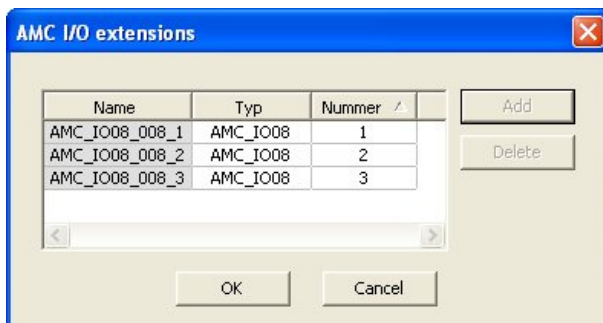 AMC I/O extensions
Name Typ Nummer
AMC_IO08_008_1 AMC_IO08 1
AMC_IO08_008_2 AMC_IO08 2
AMC_IO08_008_3 AMC_IO08 3
Add
Delete
OK Cancel